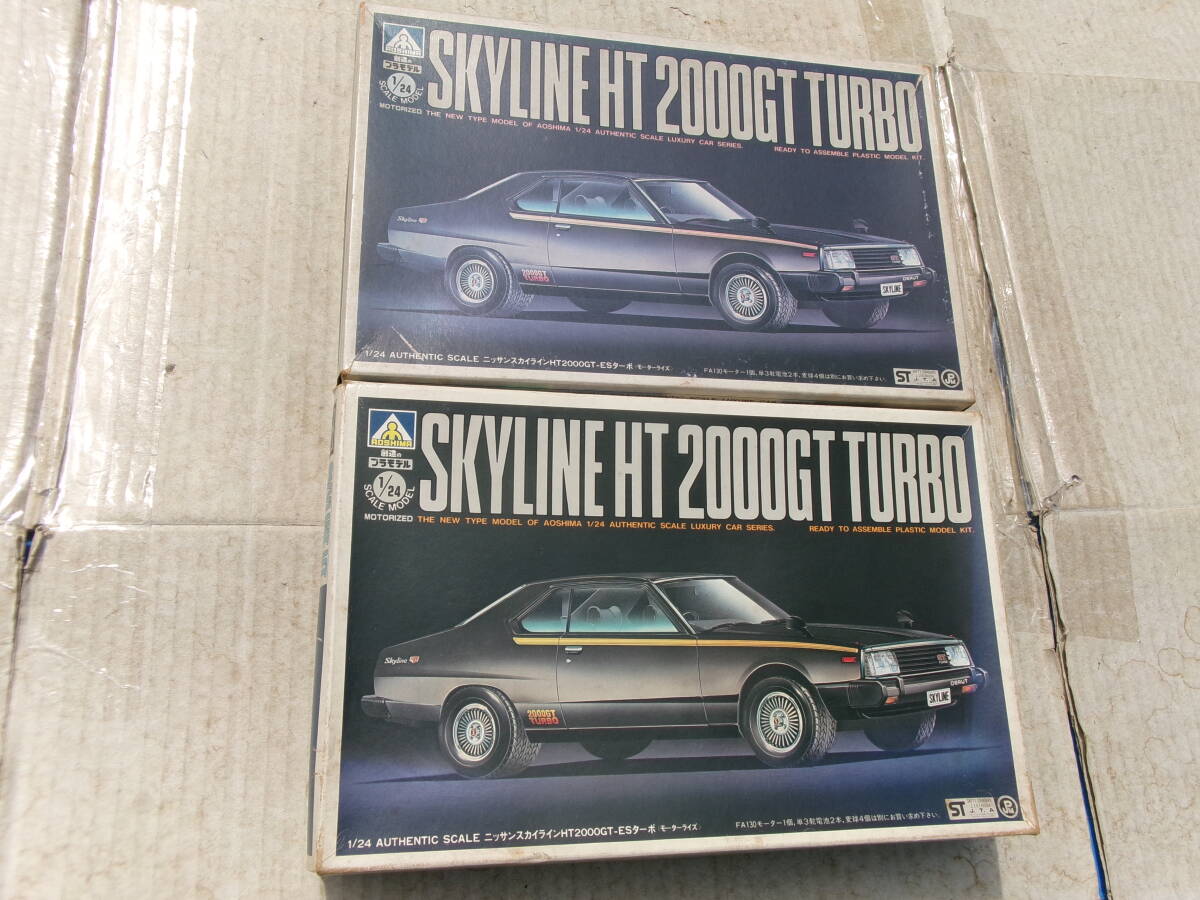 AOSHIMA
創造の
プラモデル
1/24
SCALE MODEL
SKYLINE HT 2000GT TURBO
MOTORIZED THE NEW TYPE MODEL OF AOSHIMA 1/24 AUTHENTIC SCALE LUXURY CAR SERIES. READY TO ASSEMBLE PLASTIC MODEL KIT.
Skyline GT
2000GT
TURBO
SKYLINE
1/24 AUTHENTIC SCALE ニッサンスカイラインHT2000GT-ESターボ (モーターライズ)
FA130モーター1個, 単3乾電池2本, 麦球4個は別にお買い求め下さい。
ST
J.T.A
AOSHIMA
創造の
プラモデル
1/24
SCALE MODEL
SKYLINE HT 2000GT TURBO
MOTORIZED THE NEW TYPE MODEL OF AOSHIMA 1/24 AUTHENTIC SCALE LUXURY CAR SERIES. READY TO ASSEMBLE PLASTIC MODEL KIT.
Skyline GT
2000GT
TURBO
SKYLINE
1/24 AUTHENTIC SCALE ニッサンスカイラインHT2000GT-ESターボ (モーターライズ)
FA130モーター1個, 単3乾電池2本, 麦球4個は別にお買い求め下さい。
ST
J.T.A